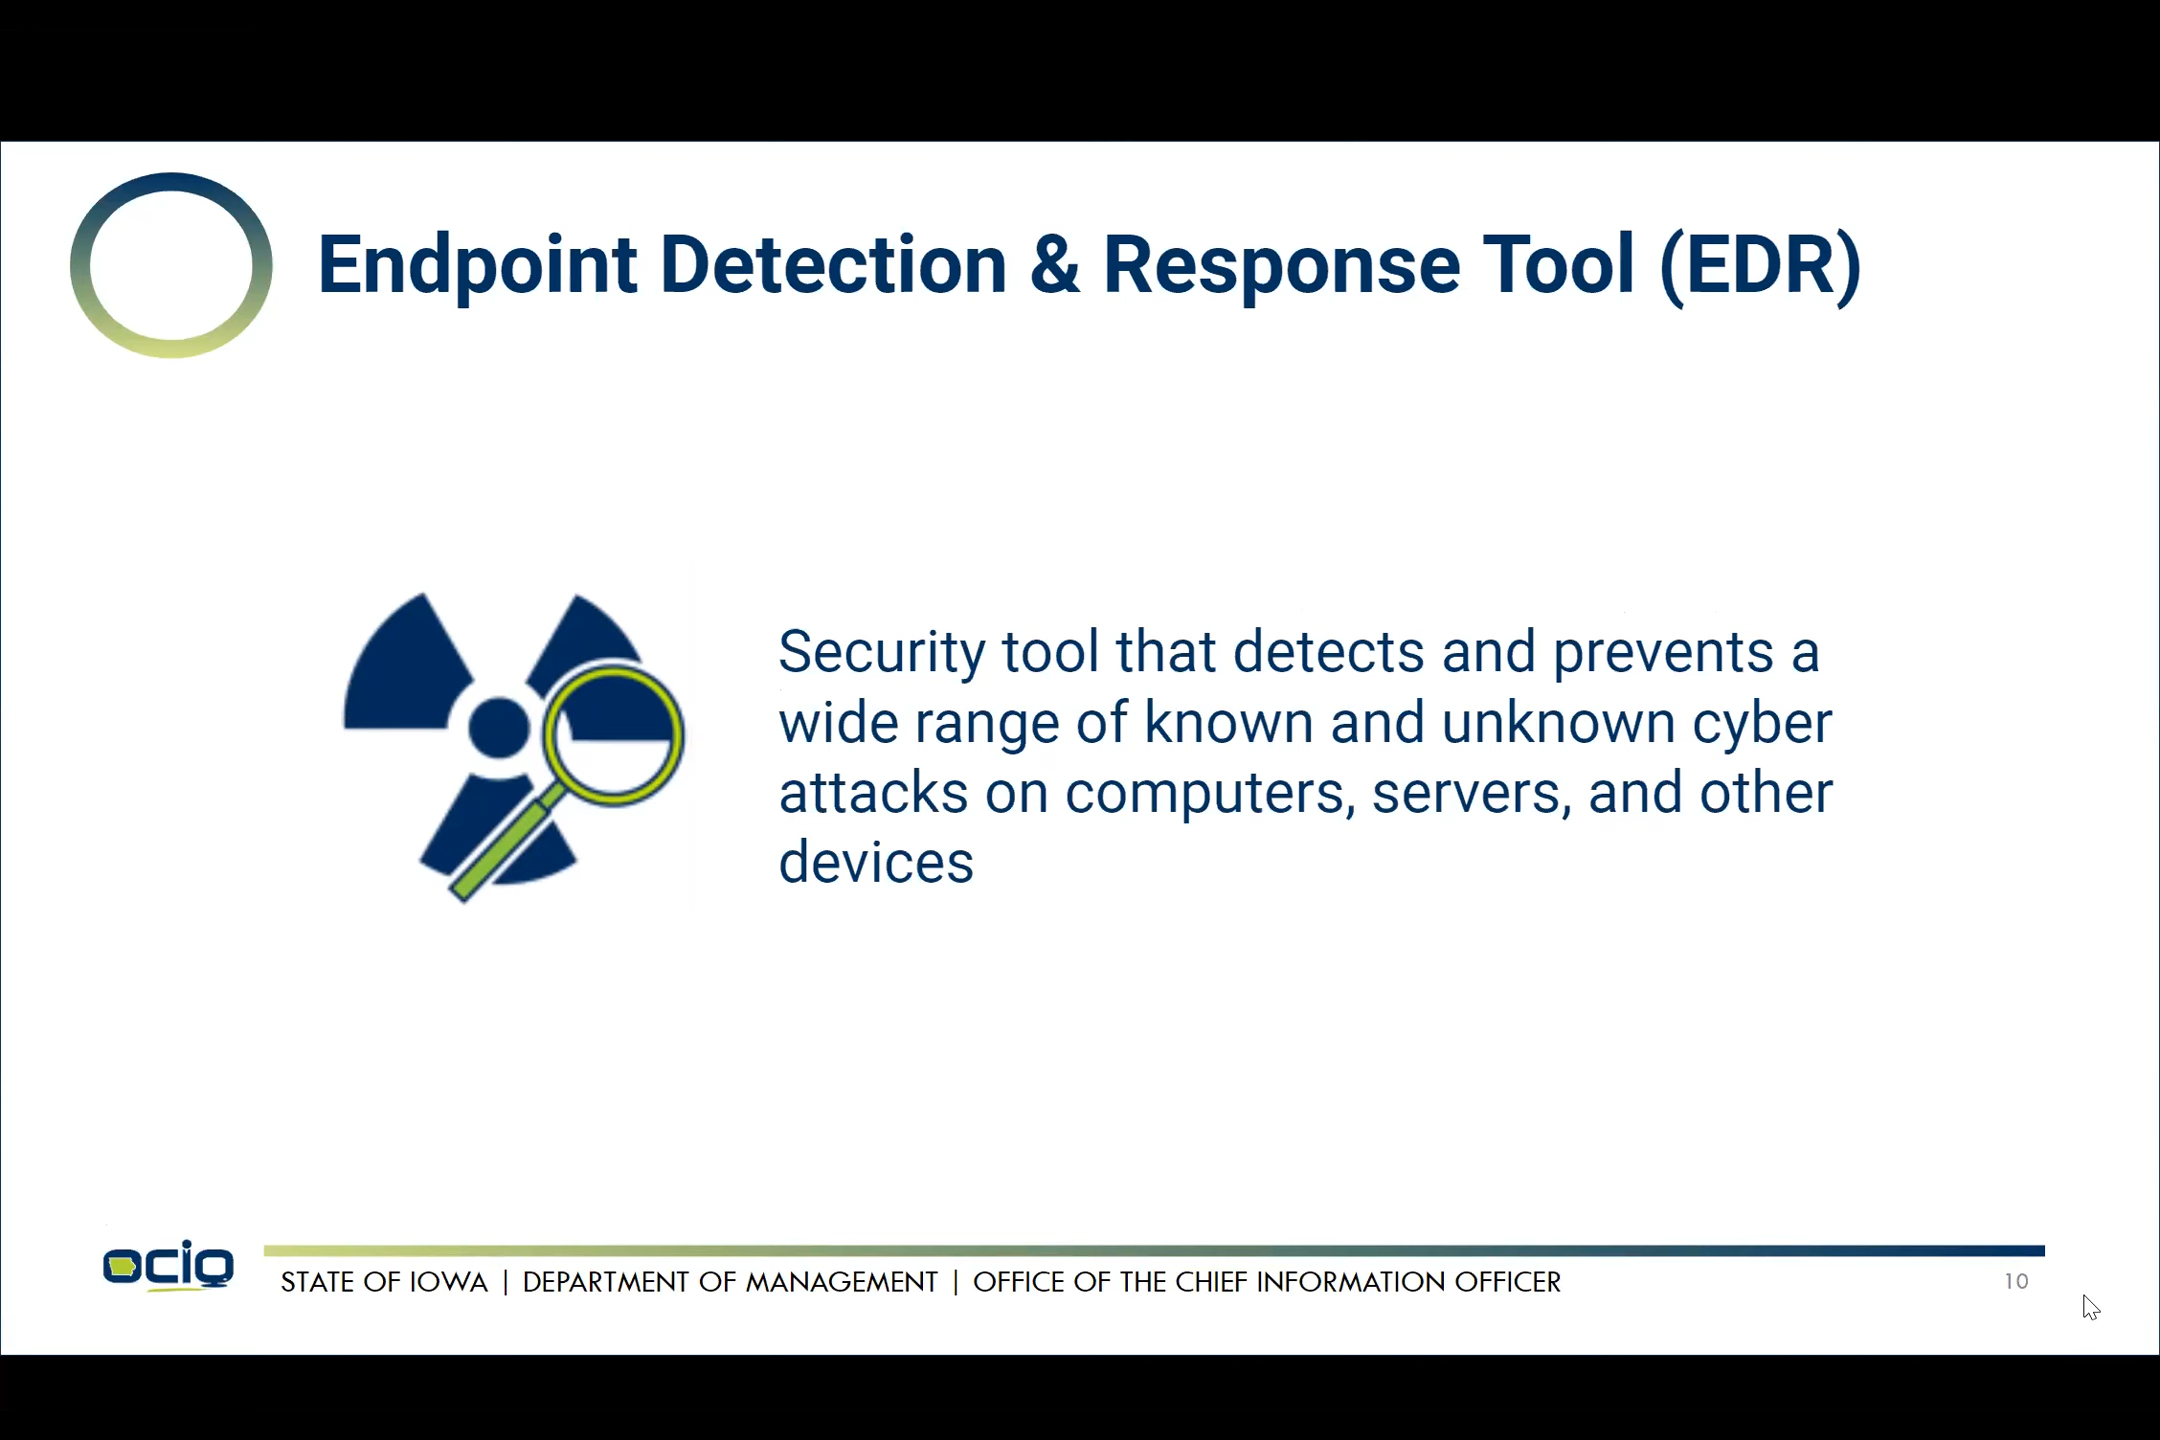 Endpoint Detection & Response Tool (EDR)
Security tool that detects and prevents a
wide range of known and unknown cyber
attacks on computers, servers, and other
devices
ocio
STATE OF IOWA | DEPARTMENT OF MANAGEMENT | OFFICE OF THE CHIEF INFORMATION OFFICER
10